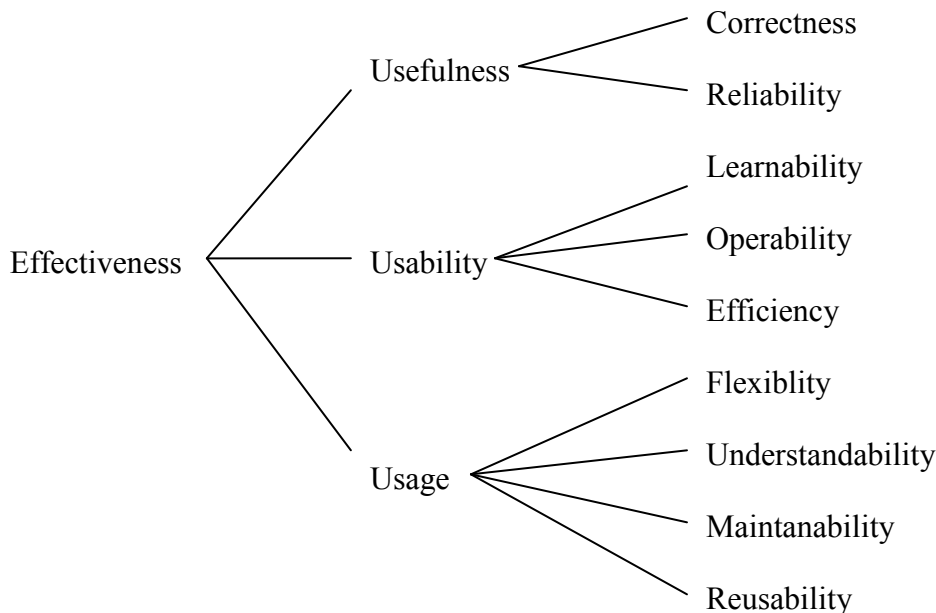 Effectiveness
Usefulness
Correctness
Reliability
Usability
Learnability
Operability
Efficiency
Usage
Flexiblity
Understandability
Maintanability
Reusability